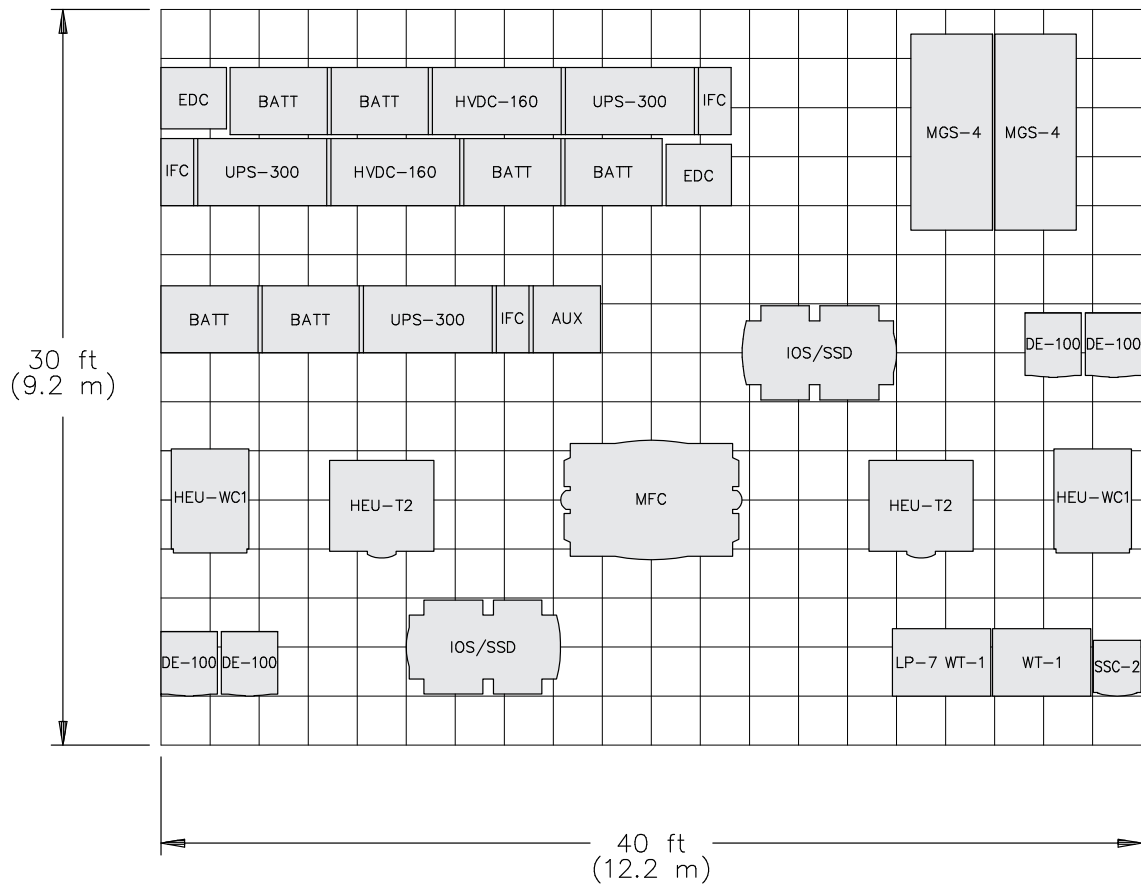 EDC BATT BATT HVDC-160 UPS-300 IFC
MGS-4 MGS-4
IFC UPS-300 HVDC-160 BATT BATT EDC
BATT BATT UPS-300 IFC AUX
IOS/SSD
DE-100 DE-100
30 ft
(9.2 m)
HEU-WC1 HEU-T2 MFC HEU-T2 HEU-WC1
DE-100 DE-100 IOS/SSD LP-7 WT-1 WT-1 SSC-2
40 ft
(12.2 m)